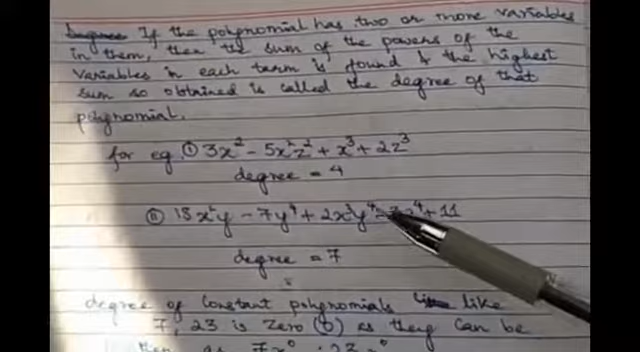 If the polynomial has two or more variables
in them, then the sum of the powers of the
variables in each term is found & the highest
sum so obtained is called the degree of that
polynomial.
for eg. ① 3x² - 5x²z² + x³ + 2z³
degree = 4
② 15x²y - 7y⁴ + 2x³y⁴ + 11
degree = 7
degree of constant polynomials like
7, 23 is zero (0) as they can be
as 7x⁰